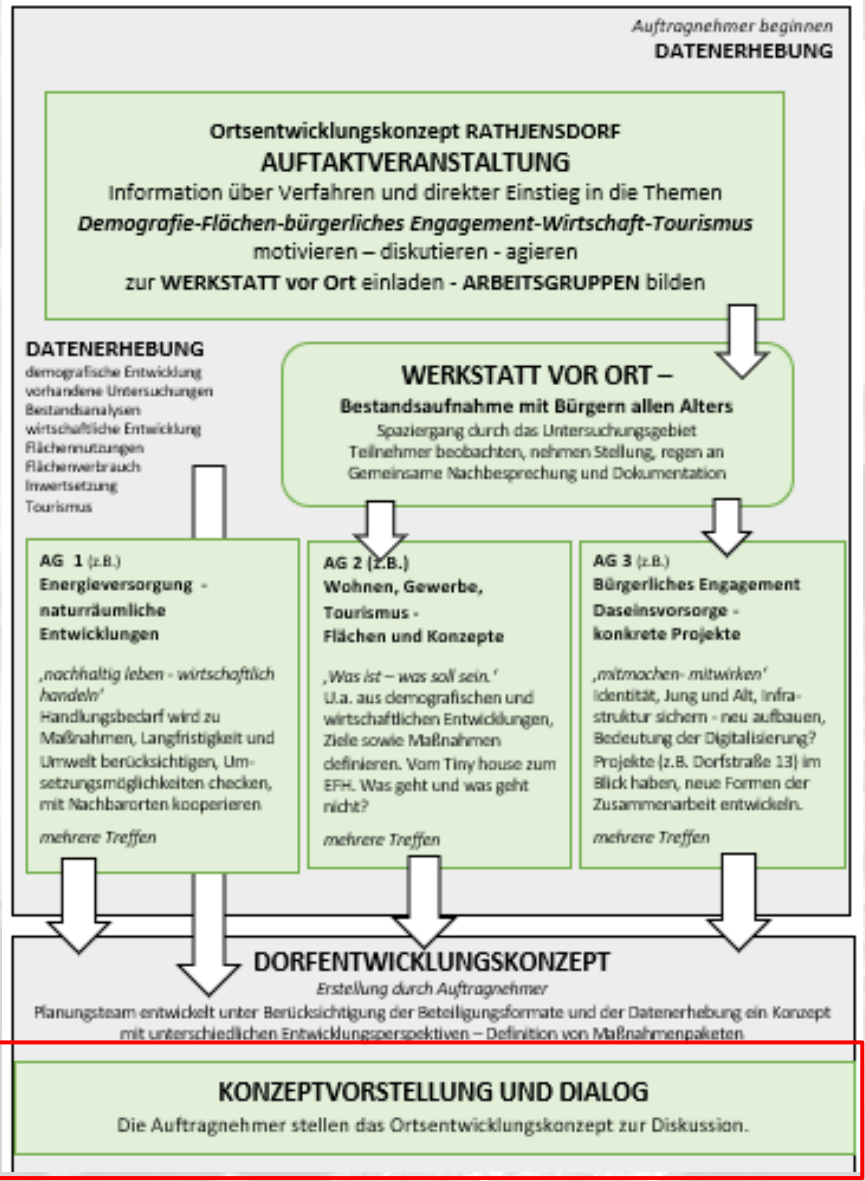 Auftragnehmer beginnen
DATENERHEBUNG
Ortsentwicklungskonzept RATHJENSDORF
AUFTAKTVERANSTALTUNG
Information über Verfahren und direkter Einstieg in die Themen
Demografie-Flächen-bürgerliches Engagement-Wirtschaft-Tourismus
motivieren – diskutieren - agieren
zur WERKSTATT vor Ort einladen - ARBEITSGRUPPEN bilden
DATENERHEBUNG
demografische Entwicklung
vorhandene Untersuchungen
Bestandsanalysen
wirtschaftliche Entwicklung
Flächennutzungen
Flächenverbrauch
Inwertsetzung
Tourismus
WERKSTATT VOR ORT –
Bestandsaufnahme mit Bürgern allen Alters
Spaziergang durch das Untersuchungsgebiet
Teilnehmer beobachten, nehmen Stellung, regen an
Gemeinsame Nachbesprechung und Dokumentation
AG 1 (z.B.)
Energieversorgung -
naturräumliche
Entwicklungen
‚nachhaltig leben - wirtschaftlich
handeln‘
Handlungsbedarf wird zu
Maßnahmen, Langfristigkeit und
Umwelt berücksichtigen, Um-
setzungsmöglichkeiten checken,
mit Nachbarorten kooperieren
mehrere Treffen
AG 2 (z.B.)
Wohnen, Gewerbe,
Tourismus -
Flächen und Konzepte
‚Was ist – was soll sein.‘
U.a. aus demografischen und
wirtschaftlichen Entwicklungen,
Ziele sowie Maßnahmen
definieren. Vom Tiny house zum
EFH. Was geht und was geht
nicht?
mehrere Treffen
AG 3 (z.B.)
Bürgerliches Engagement
Daseinsvorsorge -
konkrete Projekte
‚mitmachen- mitwirken‘
Identität, Jung und Alt, Infra-
struktur sichern - neu aufbauen,
Bedeutung der Digitalisierung?
Projekte (z.B. Dorfstraße 13) im
Blick haben, neue Formen der
Zusammenarbeit entwickeln.
mehrere Treffen
DORFENTWICKLUNGSKONZEPT
Erstellung durch Auftragnehmer
Planungsteam entwickelt unter Berücksichtigung der Beteiligungsformate und der Datenerhebung ein Konzept
mit unterschiedlichen Entwicklungsperspektiven – Definition von Maßnahmenpaketen
KONZEPTVORSTELLUNG UND DIALOG
Die Auftragnehmer stellen das Ortsentwicklungskonzept zur Diskussion.